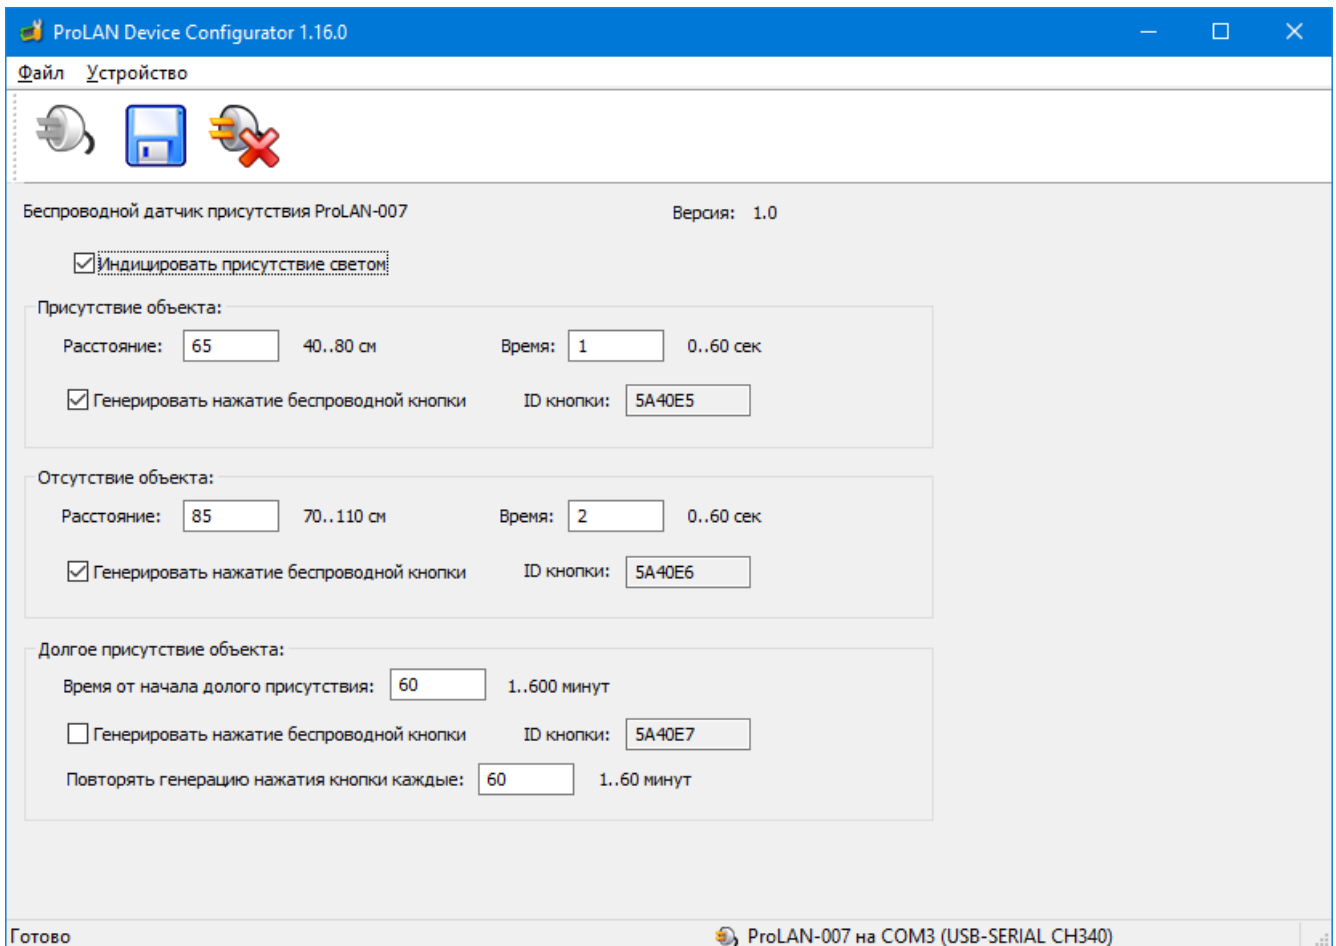 ProLAN Device Configurator 1.16.0
Файл Устройство
Беспроводной датчик присутствия ProLAN-007 Версия: 1.0
Индицировать присутствие светом
Присутствие объекта:
Расстояние: 65 40..80 см Время: 1 0..60 сек
Генерировать нажатие беспроводной кнопки ID кнопки: 5A40E5
Отсутствие объекта:
Расстояние: 85 70..110 см Время: 2 0..60 сек
Генерировать нажатие беспроводной кнопки ID кнопки: 5A40E6
Долгое присутствие объекта:
Время от начала долого присутствия: 60 1..600 минут
Генерировать нажатие беспроводной кнопки ID кнопки: 5A40E7
Повторять генерацию нажатия кнопки каждые: 60 1..60 минут
Готово ProLAN-007 на COM3 (USB-SERIAL CH340)